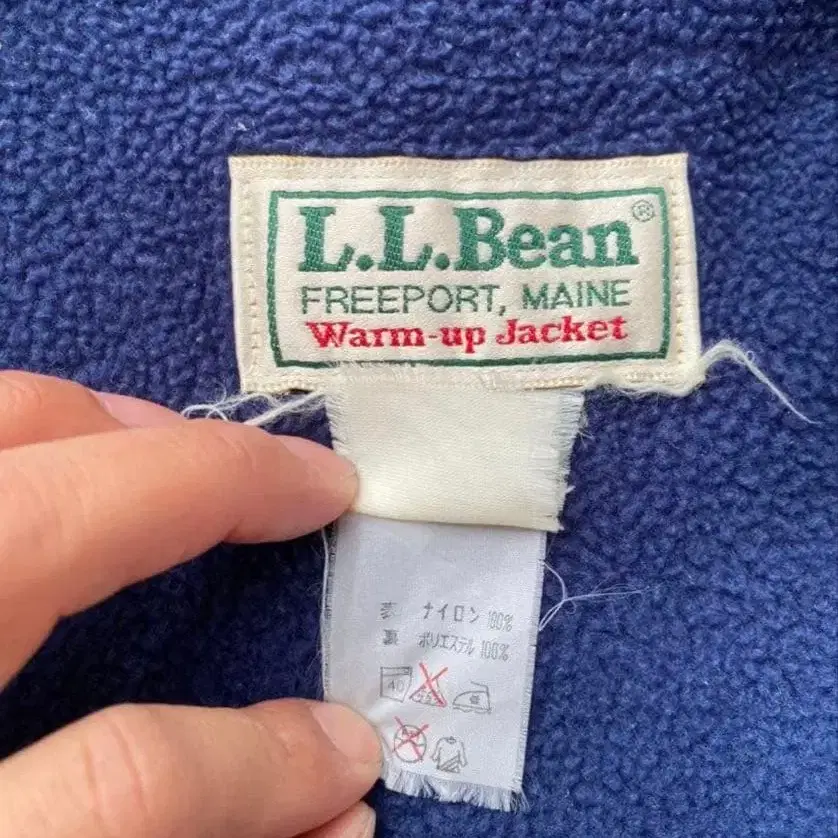 L.L.Bean®
FREEPORT, MAINE
Warm-up Jacket
表 ナイロン 100%
裏 ポリエステル 100%
40